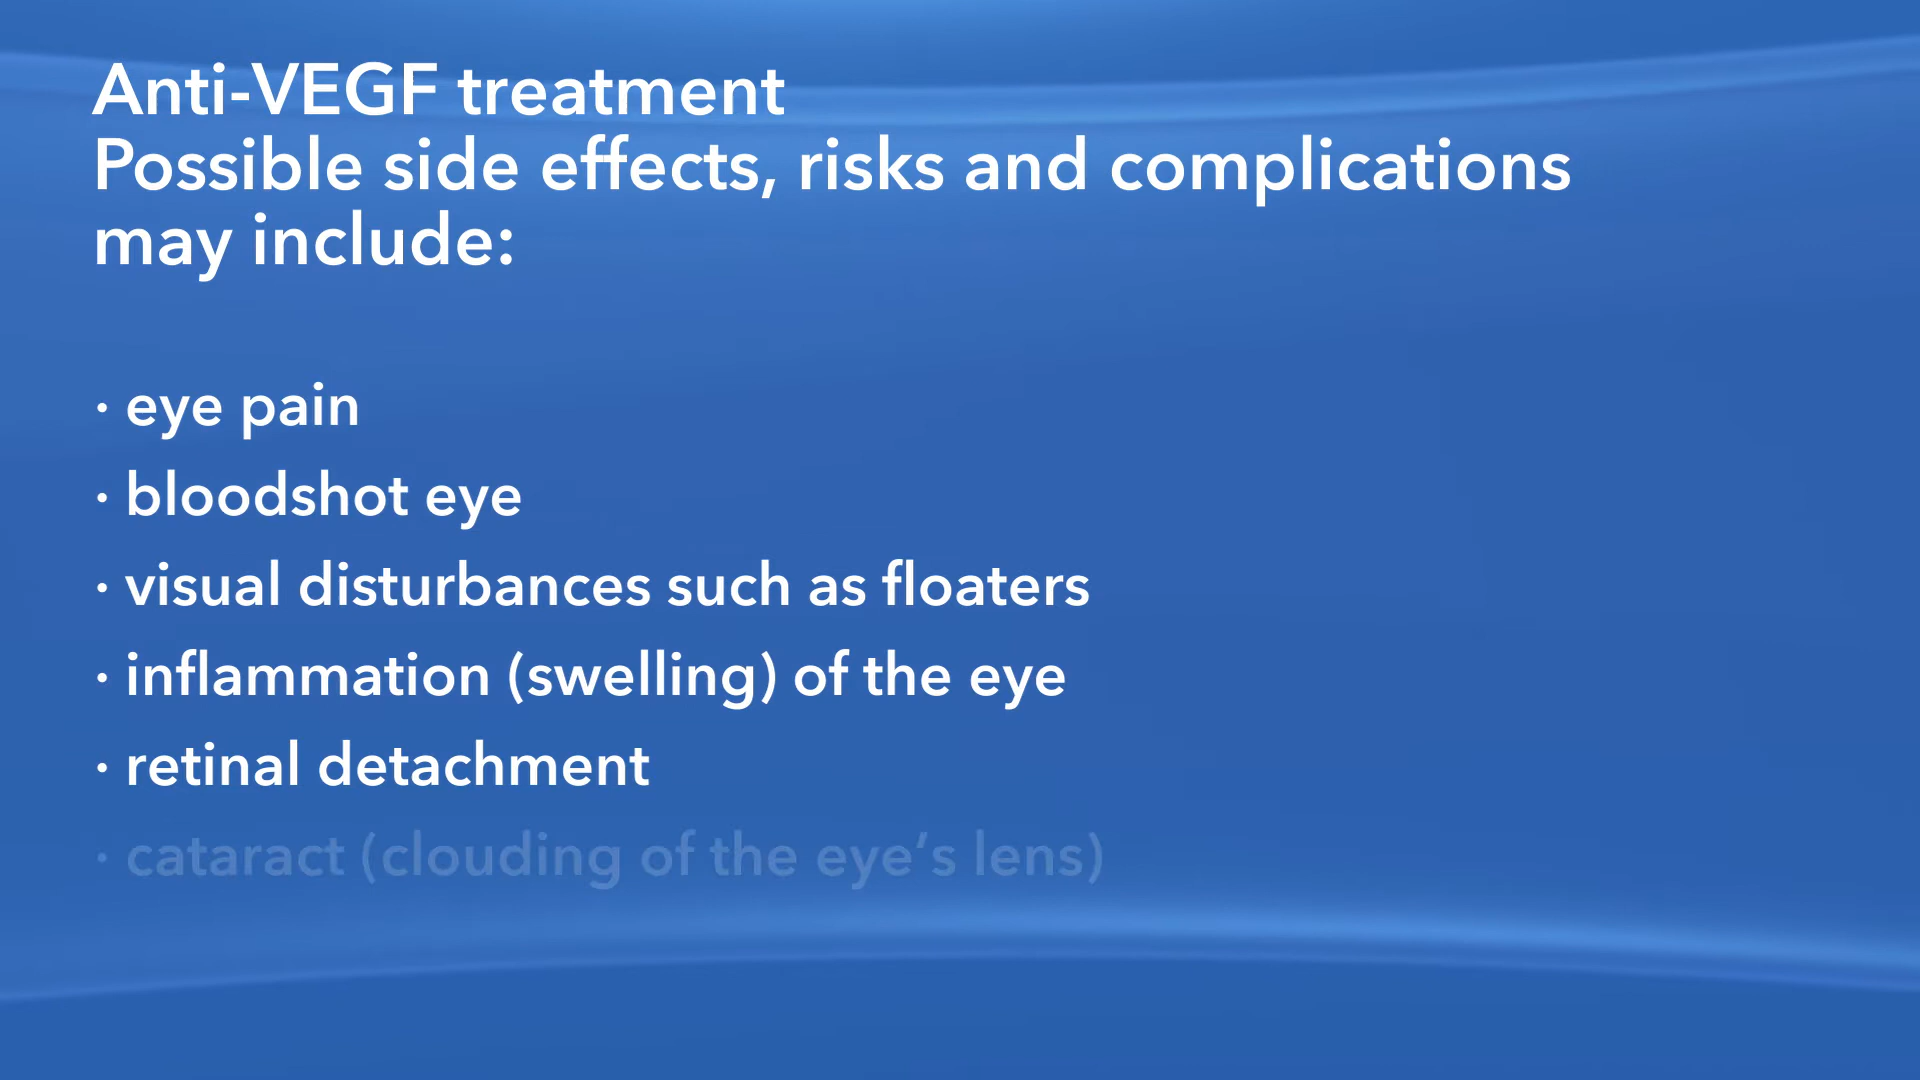 Anti-VEGF treatment
Possible side effects, risks and complications
may include:
· eye pain
· bloodshot eye
· visual disturbances such as floaters
· inflammation (swelling) of the eye
· retinal detachment
· cataract (clouding of the eye’s lens)